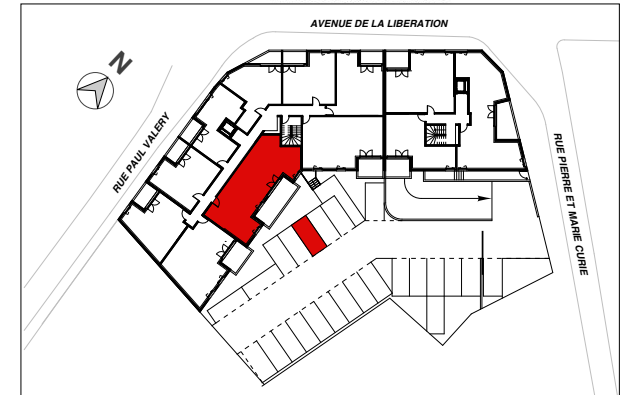 AVENUE DE LA LIBERATION
N
RUE PAUL VALERY
RUE PIERRE ET MARIE CURIE